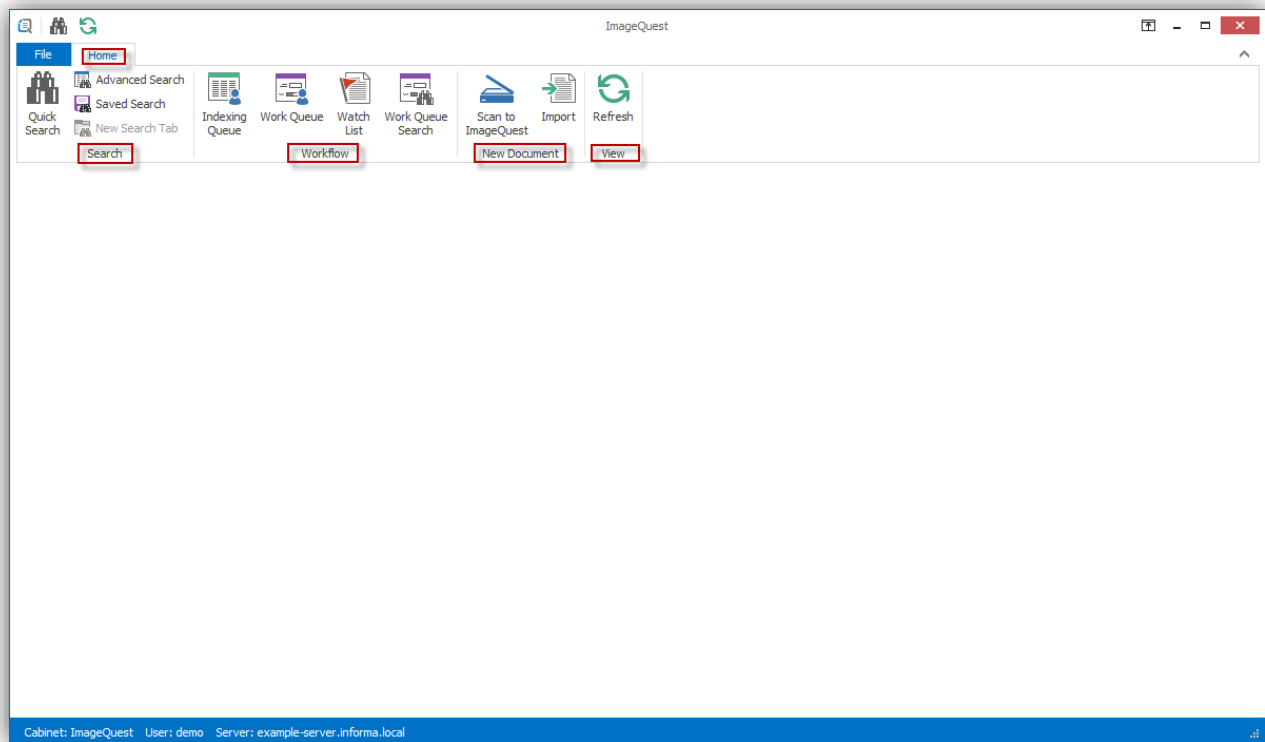 ImageQuest
File Home
Quick Search
Advanced Search
Saved Search
New Search Tab
Indexing Queue
Work Queue
Watch List
Work Queue Search
Scan to ImageQuest
Import
Refresh
Search Workflow New Document View
Cabinet: ImageQuest User: demo Server: example-server.informa.local